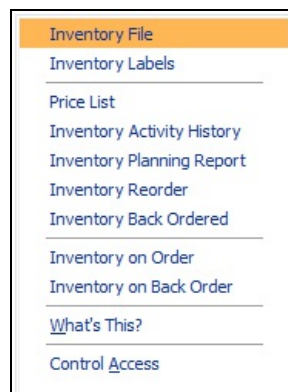 Inventory File
Inventory Labels
Price List
Inventory Activity History
Inventory Planning Report
Inventory Reorder
Inventory Back Ordered
Inventory on Order
Inventory on Back Order
What's This?
Control Access